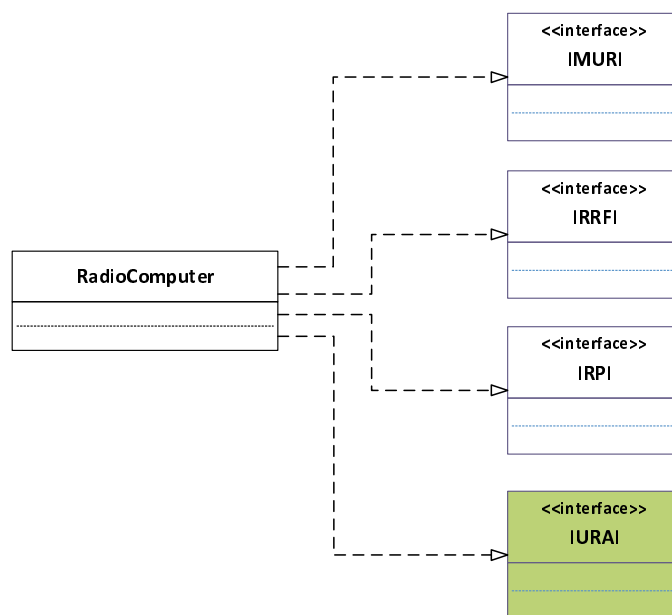 <<interface>>
IMURI
<<interface>>
IRRFI
RadioComputer
<<interface>>
IRPI
<<interface>>
IURAI